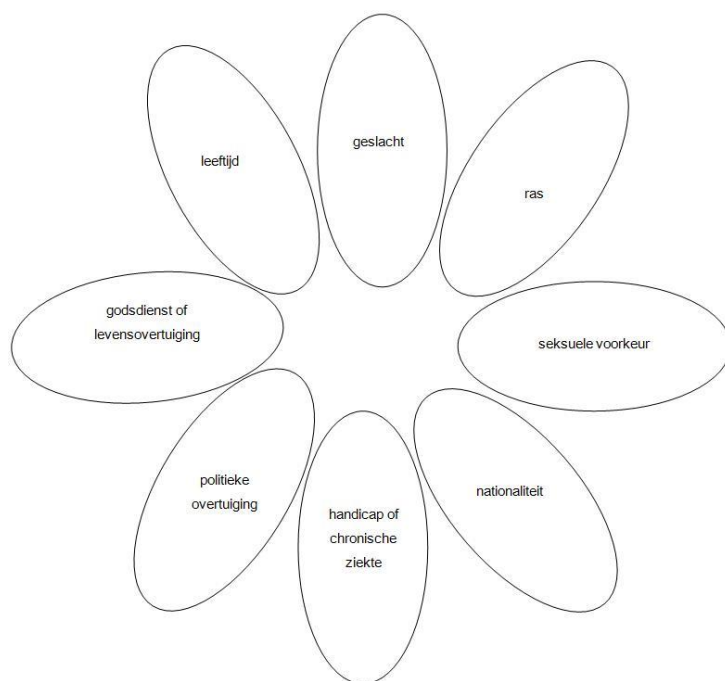 geslacht
leeftijd
ras
godsdienst of
levensovertuiging
seksuele voorkeur
politieke
overtuiging
nationaliteit
handicap of
chronische
ziekte